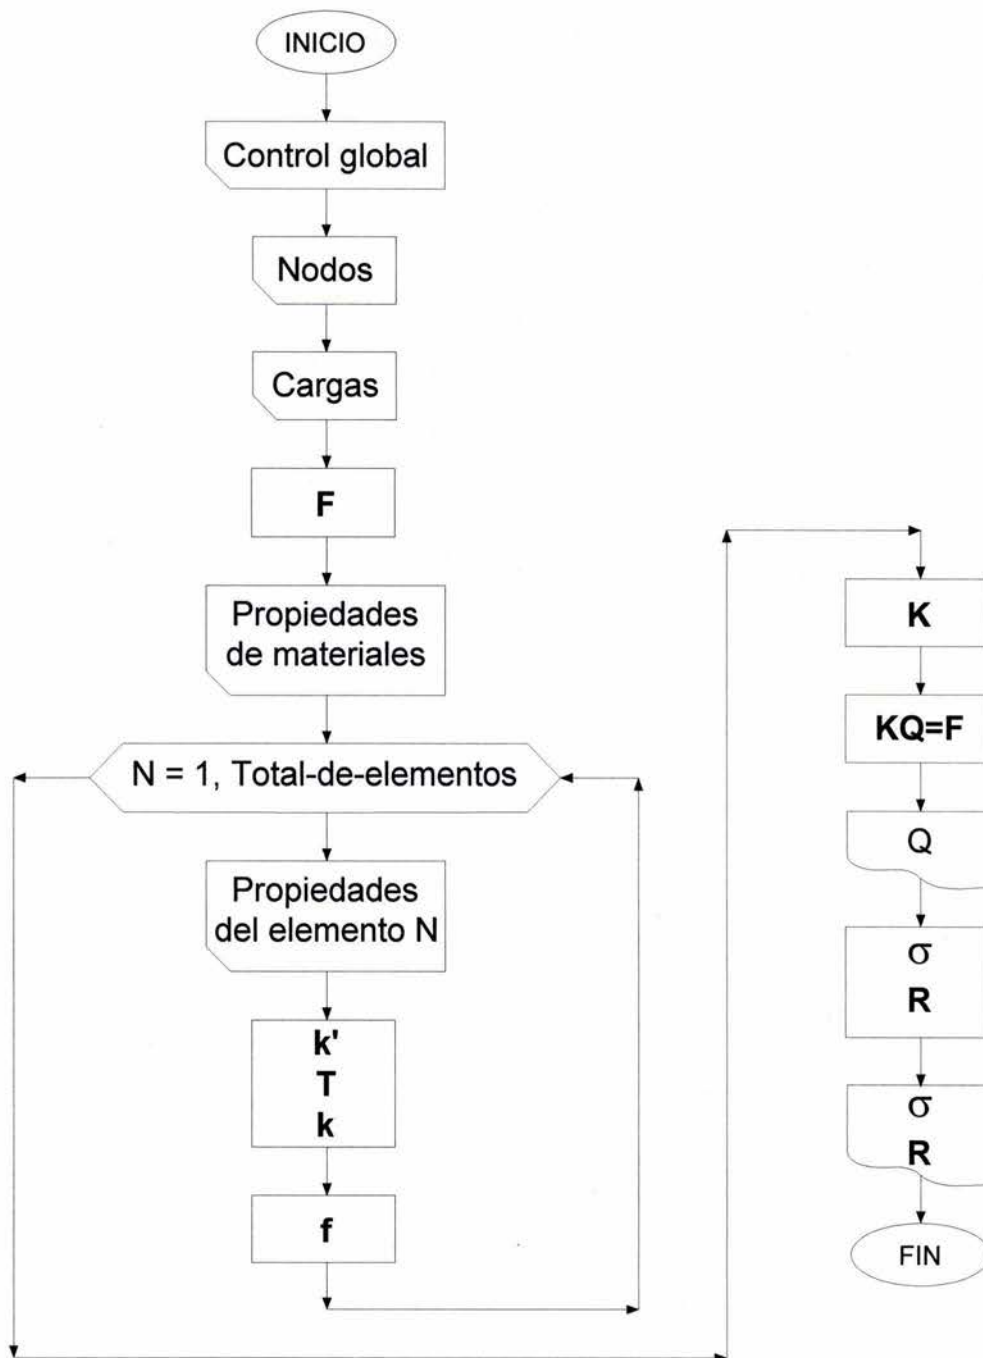 INICIO
Control global
Nodos
Cargas
F
Propiedades
de materiales
N = 1, Total-de-elementos
Propiedades
del elemento N
k'
T
k
f
K
KQ=F
Q
σ
R
σ
R
FIN